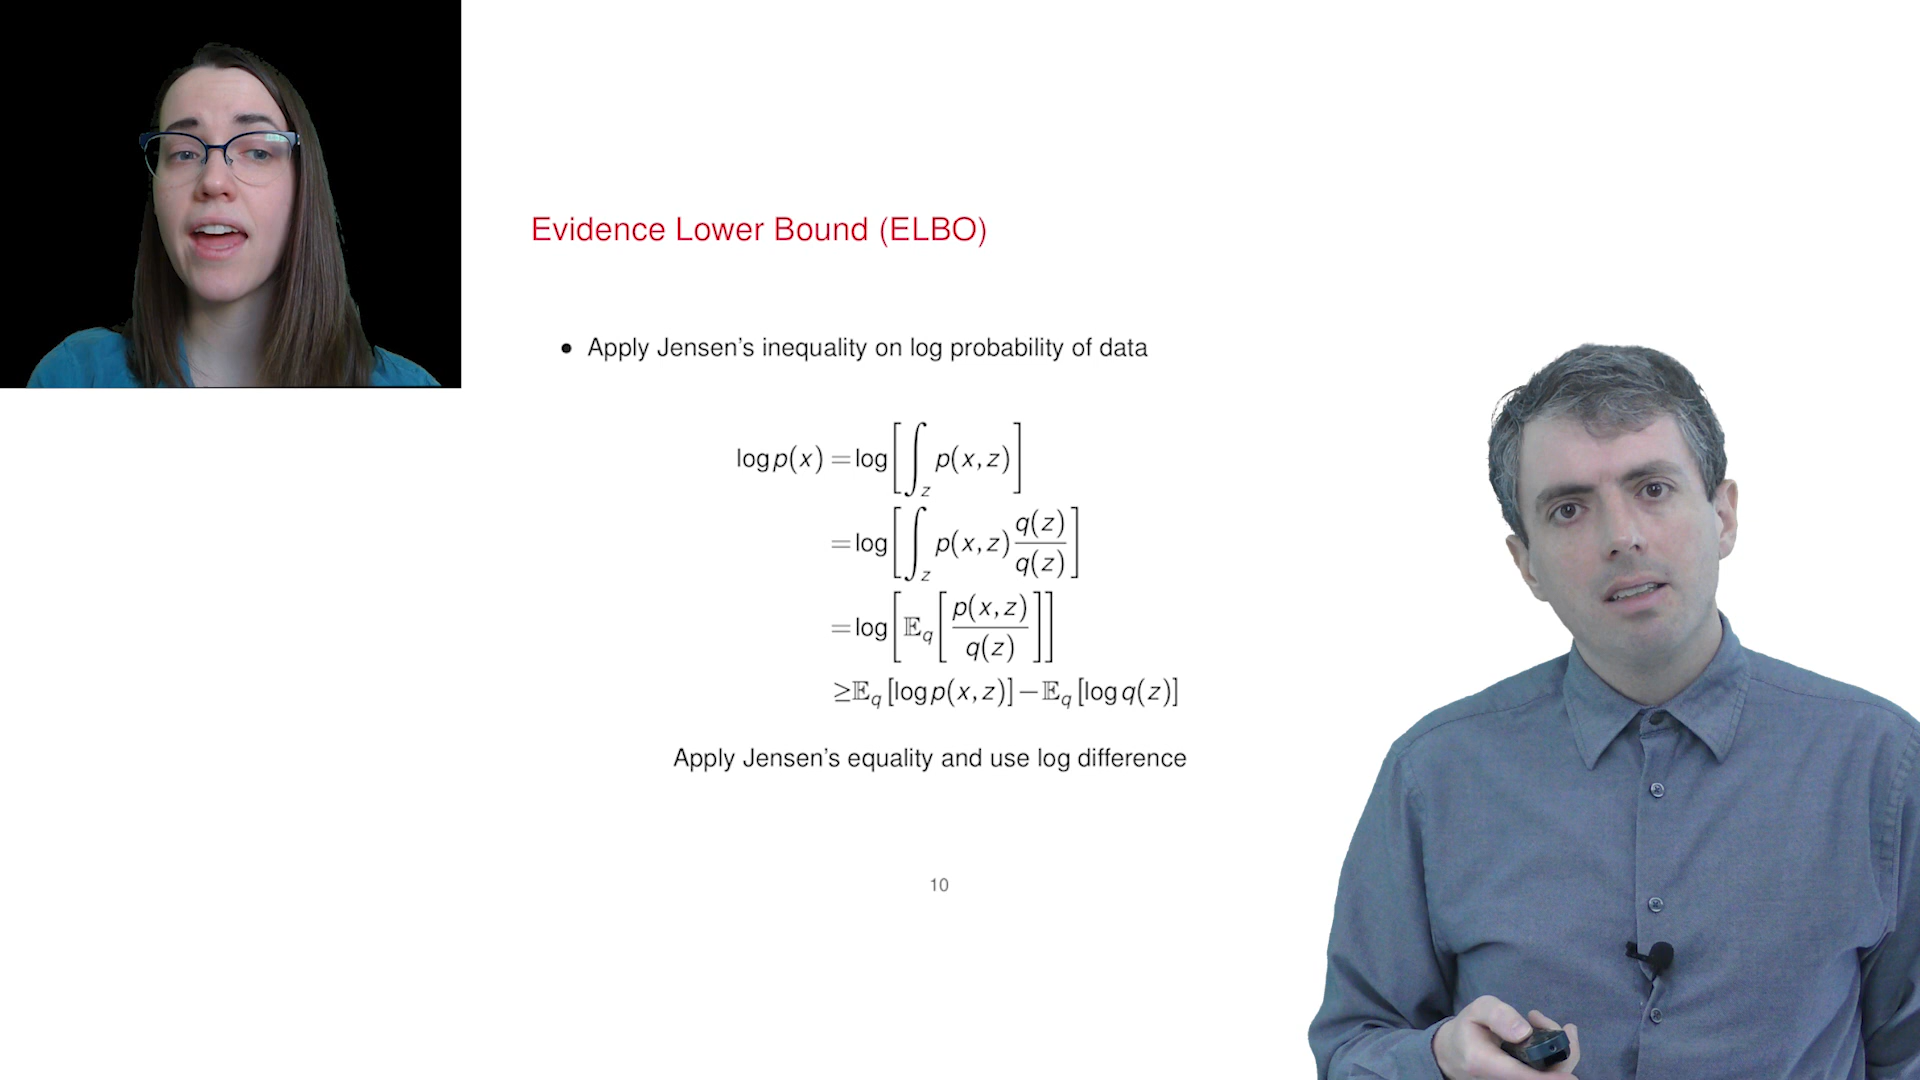 Evidence Lower Bound (ELBO)
• Apply Jensen's inequality on log probability of data
log p(x) = log[∫_z p(x,z)]
= log[∫_z p(x,z) q(z)/q(z)]
= log[𝔼_q[p(x,z)/q(z)]]
≥ 𝔼_q[log p(x,z)] − 𝔼_q[log q(z)]
Apply Jensen's equality and use log difference
10